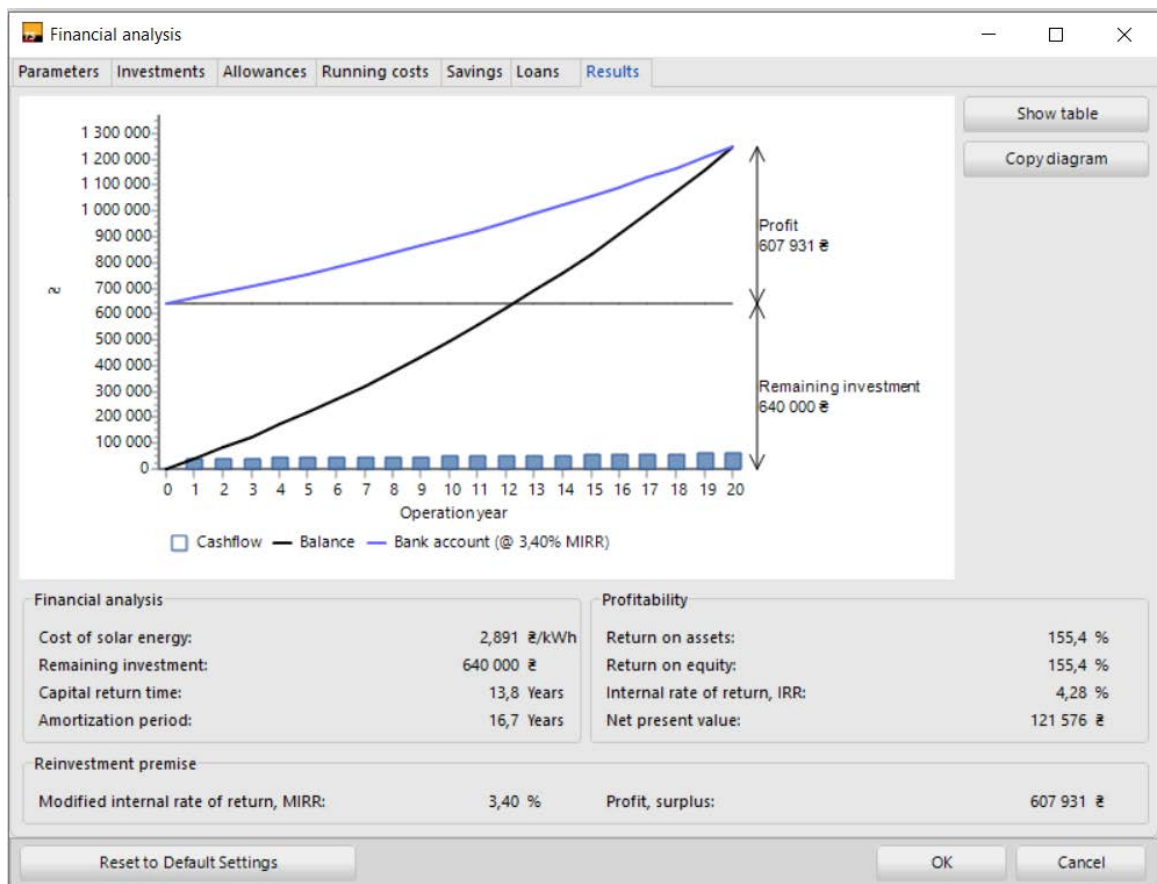 Financial analysis
Parameters Investments Allowances Running costs Savings Loans Results
Show table
Copy diagram
1 300 000
1 200 000
1 100 000
1 000 000
900 000
800 000
700 000
600 000
500 000
400 000
300 000
200 000
100 000
0
₴
Profit
607 931 ₴
Remaining investment
640 000 ₴
0 1 2 3 4 5 6 7 8 9 10 11 12 13 14 15 16 17 18 19 20
Operation year
Cashflow Balance Bank account (@ 3,40% MIRR)
Financial analysis
Cost of solar energy: 2,891 ₴/kWh
Remaining investment: 640 000 ₴
Capital return time: 13,8 Years
Amortization period: 16,7 Years
Profitability
Return on assets: 155,4 %
Return on equity: 155,4 %
Internal rate of return, IRR: 4,28 %
Net present value: 121 576 ₴
Reinvestment premise
Modified internal rate of return, MIRR: 3,40 % Profit, surplus: 607 931 ₴
Reset to Default Settings OK Cancel